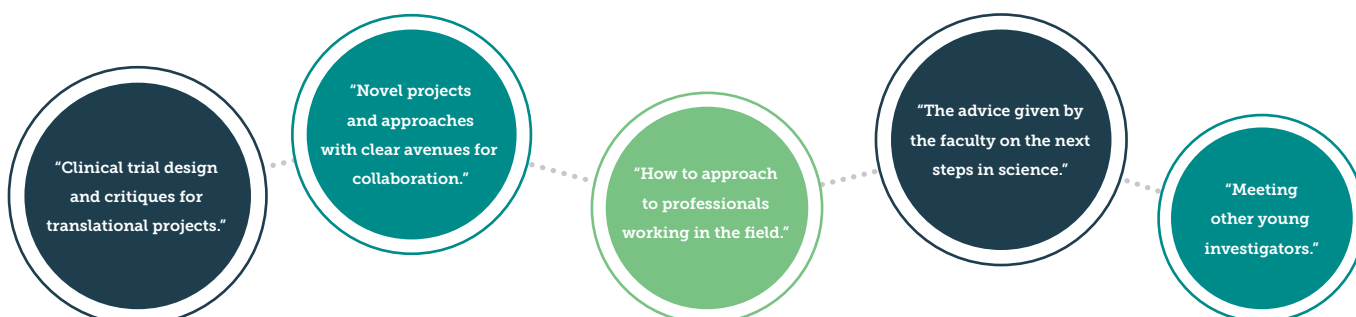 “Clinical trial design
and critiques for
translational projects.”
“Novel projects
and approaches
with clear avenues for
collaboration.”
“How to approach
to professionals
working in the field.”
“The advice given by
the faculty on the next
steps in science.”
“Meeting
other young
investigators.”